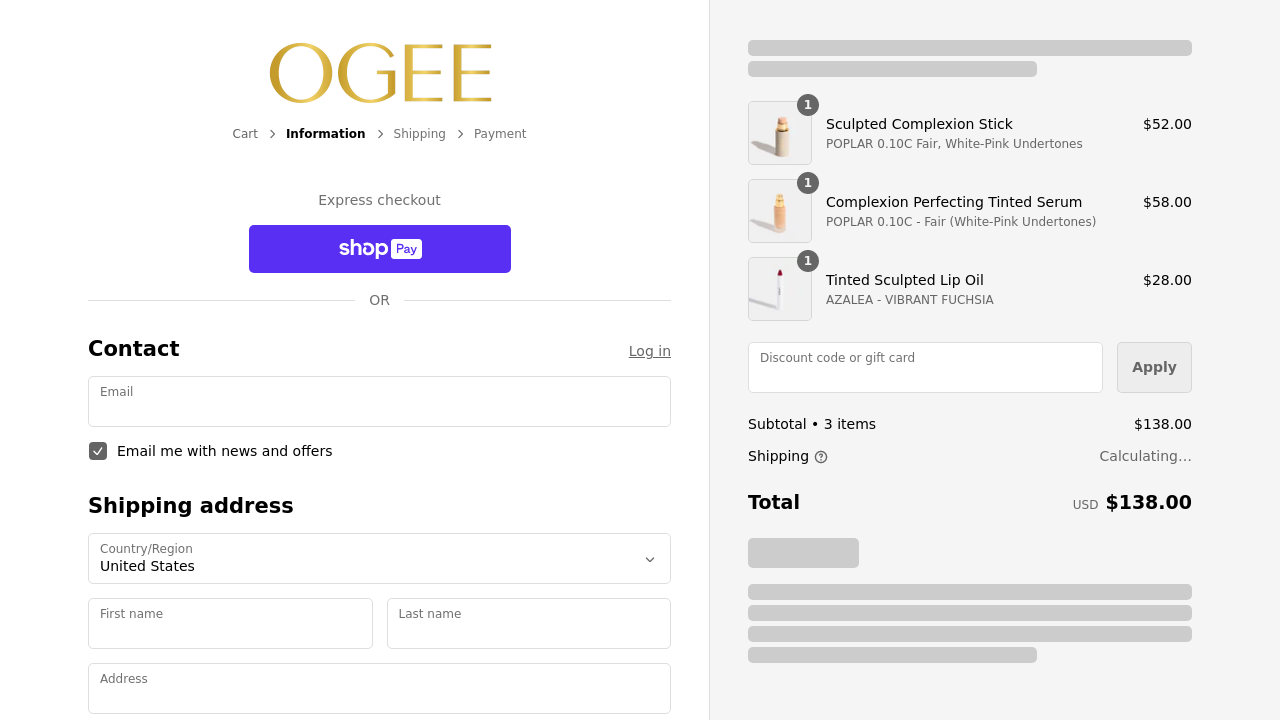 OGEE
Cart
Information
Shipping
Payment
Express checkout
shop Pay
OR
Contact
Log in
Email
Email me with news and offers
Shipping address
Country/Region
United States
First name
Last name
Address
1
Sculpted Complexion Stick
$52.00
POPLAR 0.10C Fair, White-Pink Undertones
1
Complexion Perfecting Tinted Serum
$58.00
POPLAR 0.10C - Fair (White-Pink Undertones)
1
Tinted Sculpted Lip Oil
$28.00
AZALEA - VIBRANT FUCHSIA
Discount code or gift card
Apply
Subtotal • 3 items
$138.00
Shipping
Calculating...
Total
USD $138.00